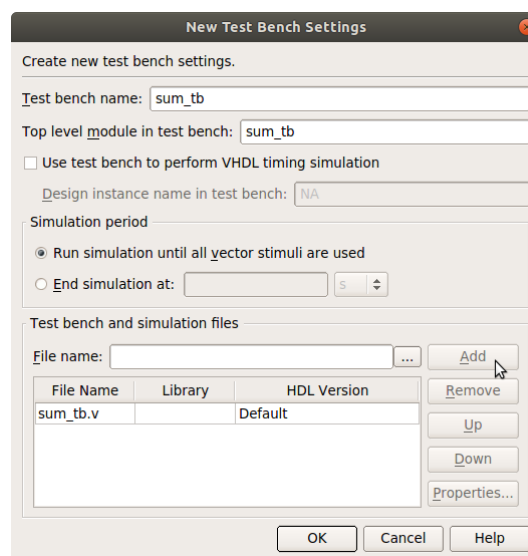 New Test Bench Settings
Create new test bench settings.
Test bench name: sum_tb
Top level module in test bench: sum_tb
Use test bench to perform VHDL timing simulation
Design instance name in test bench: NA
Simulation period
Run simulation until all vector stimuli are used
End simulation at: s
Test bench and simulation files
File name: ... Add
File Name Library HDL Version Remove
sum_tb.v Default
Up
Down
Properties...
OK Cancel Help